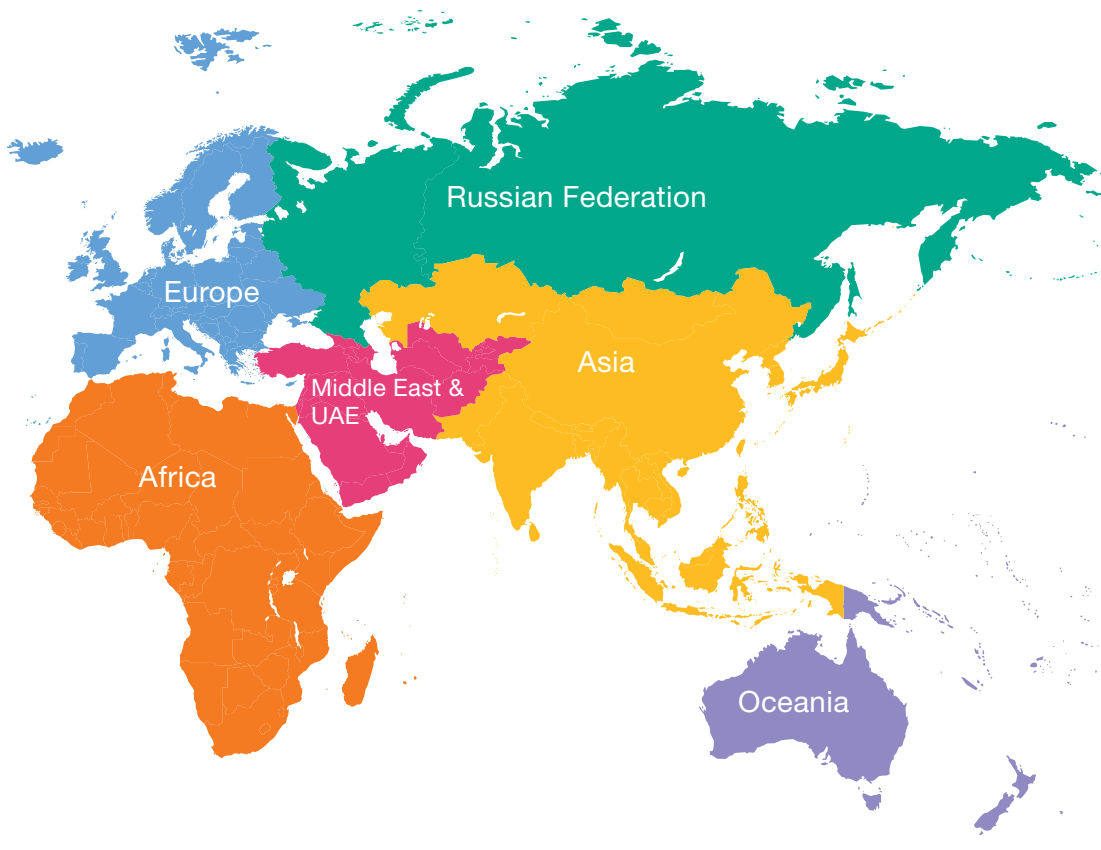 Russian Federation
Europe
Asia
Middle East &
UAE
Africa
Oceania